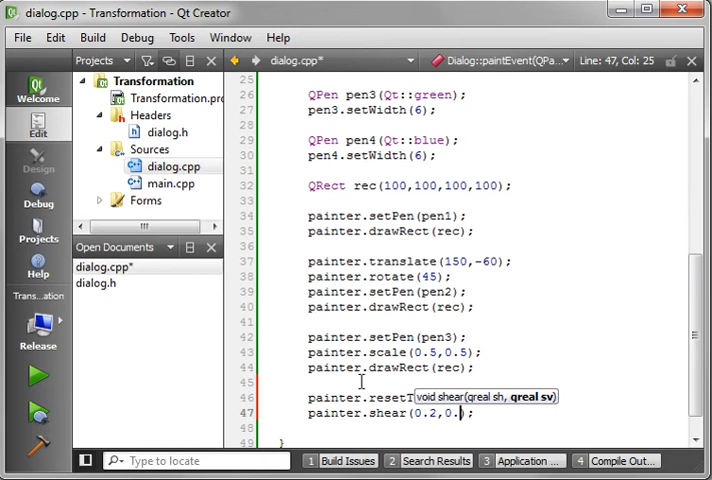 dialog.cpp - Transformation - Qt Creator
File Edit Build Debug Tools Window Help
Projects
dialog.cpp*
Dialog::paintEvent(QPa...
Line: 47, Col: 25
Qt
Welcome
Edit
Design
Debug
Projects
Help
Trans...ation
Release
Transformation
Transformation.pro
Headers
dialog.h
Sources
dialog.cpp
main.cpp
Forms
Open Documents
dialog.cpp*
dialog.h
25
26 QPen pen3(Qt::green);
27 pen3.setWidth(6);
28
29 QPen pen4(Qt::blue);
30 pen4.setWidth(6);
31
32 QRect rec(100,100,100,100);
33
34 painter.setPen(pen1);
35 painter.drawRect(rec);
36
37 painter.translate(150,-60);
38 painter.rotate(45);
39 painter.setPen(pen2);
40 painter.drawRect(rec);
41
42 painter.setPen(pen3);
43 painter.scale(0.5,0.5);
44 painter.drawRect(rec);
45
46 painter.resetT
void shear(qreal sh, qreal sv)
47 painter.shear(0.2,0.);
48
49 }
Type to locate
1 Build Issues
2 Search Results
3 Application ...
4 Compile Out...